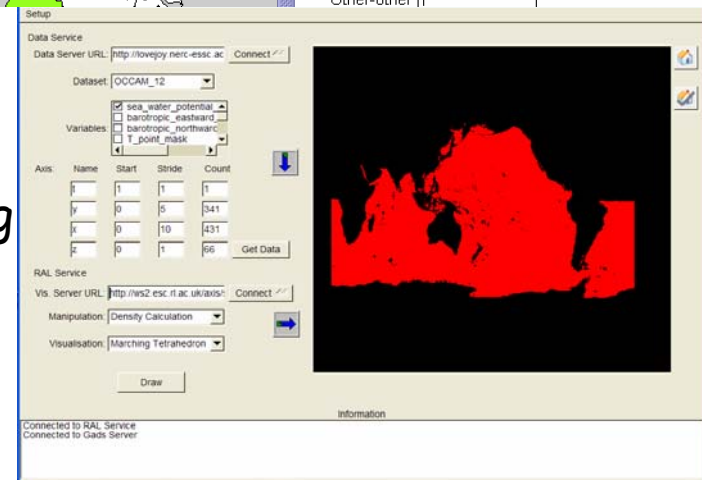 Other-other
Setup
Data Service
Data Server URL: http://lovejoy.nerc-essc.ac Connect
Dataset: OCCAM_12
Variables:
sea_water_potential_
barotropic_eastward_
barotropic_northward
T_point_mask
Axis: Name Start Stride Count
t 1 1 1
y 0 5 341
x 0 10 431
z 0 1 66 Get Data
g
RAL Service
Vis. Server URL: http://ws2.esc.rl.ac.uk/axis/ Connect
Manipulation: Density Calculation
Visualisation: Marching Tetrahedron
Draw
Information
Connected to RAL Service
Connected to Gads Server